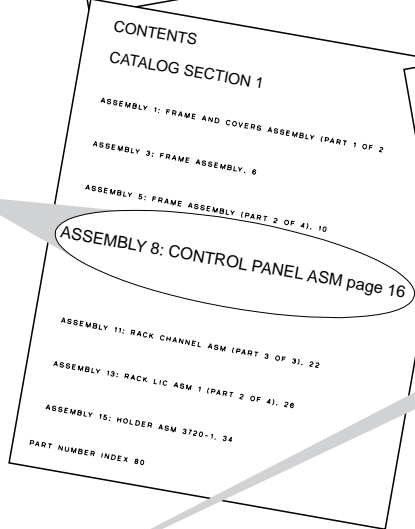 CONTENTS
CATALOG SECTION 1
ASSEMBLY 1: FRAME AND COVERS ASSEMBLY (PART 1 OF 2
ASSEMBLY 3: FRAME ASSEMBLY. 6
ASSEMBLY 5: FRAME ASSEMBLY (PART 2 OF 4). 10
ASSEMBLY 8: CONTROL PANEL ASM page 16
ASSEMBLY 11: RACK CHANNEL ASM (PART 3 OF 3). 22
ASSEMBLY 13: RACK LIC ASM 1 (PART 2 OF 4). 26
ASSEMBLY 15: HOLDER ASM 3720-1. 34
PART NUMBER INDEX 80